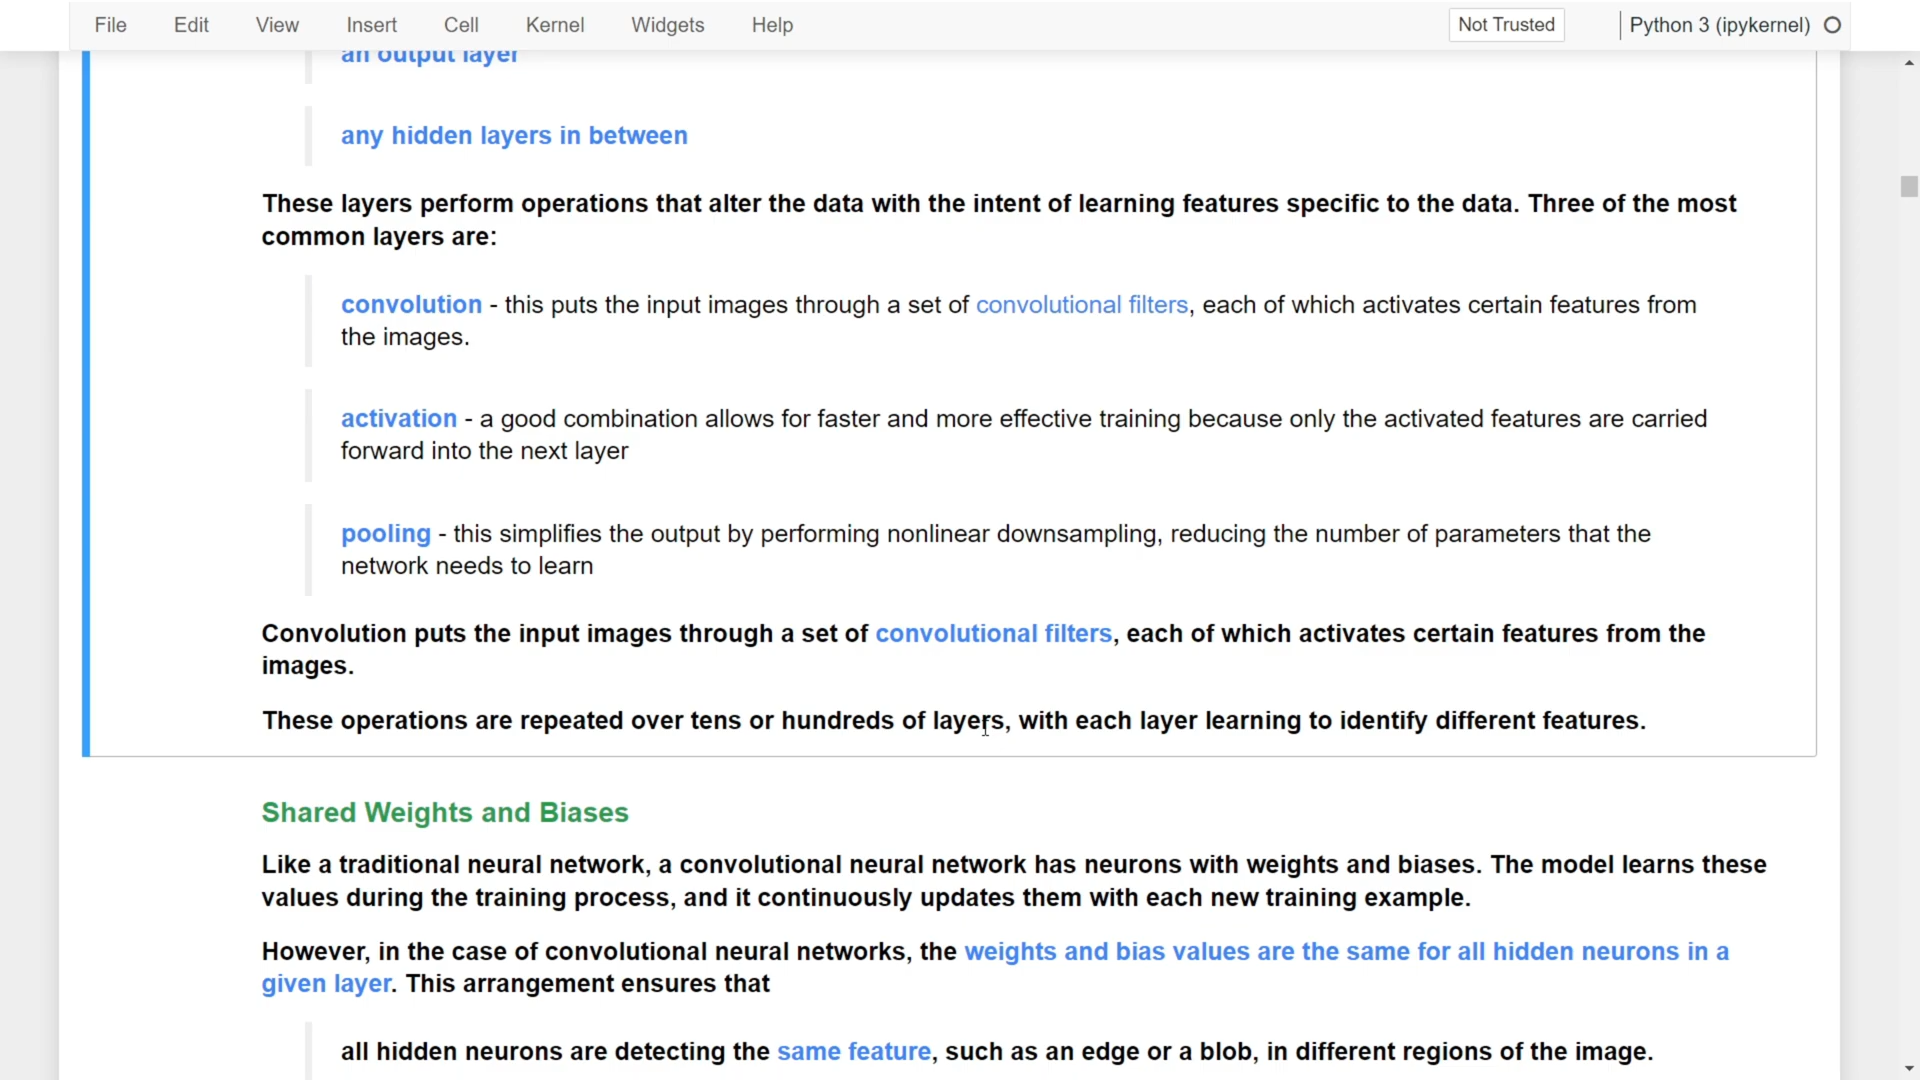 File Edit View Insert Cell Kernel Widgets Help Not Trusted Python 3 (ipykernel)
an output layer
any hidden layers in between
These layers perform operations that alter the data with the intent of learning features specific to the data. Three of the most
common layers are:
convolution - this puts the input images through a set of convolutional filters, each of which activates certain features from
the images.
activation - a good combination allows for faster and more effective training because only the activated features are carried
forward into the next layer
pooling - this simplifies the output by performing nonlinear downsampling, reducing the number of parameters that the
network needs to learn
Convolution puts the input images through a set of convolutional filters, each of which activates certain features from the
images.
These operations are repeated over tens or hundreds of layers, with each layer learning to identify different features.
Shared Weights and Biases
Like a traditional neural network, a convolutional neural network has neurons with weights and biases. The model learns these
values during the training process, and it continuously updates them with each new training example.
However, in the case of convolutional neural networks, the weights and bias values are the same for all hidden neurons in a
given layer. This arrangement ensures that
all hidden neurons are detecting the same feature, such as an edge or a blob, in different regions of the image.